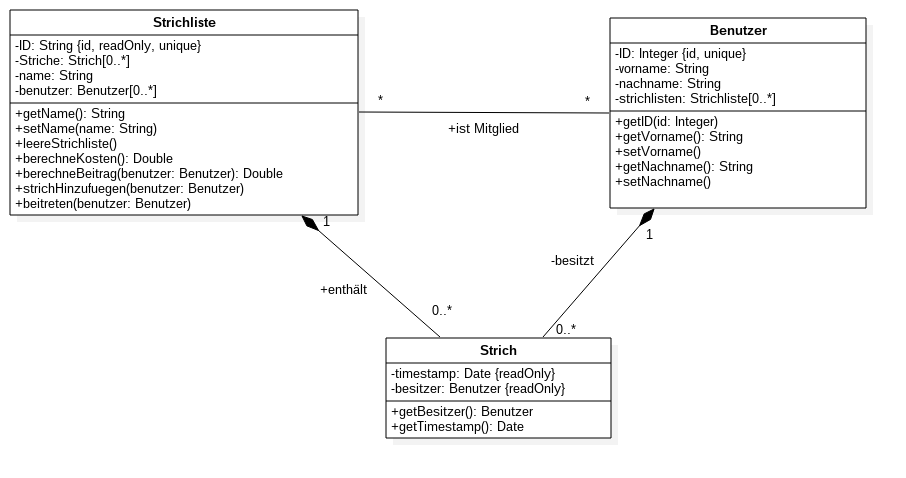 Strichliste
-ID: String {id, readOnly, unique}
-Striche: Strich[0..*]
-name: String
-benutzer: Benutzer[0..*]
+getName(): String
+setName(name: String)
+leereStrichliste()
+berechneKosten(): Double
+berechneBeitrag(benutzer: Benutzer): Double
+strichHinzufuegen(benutzer: Benutzer)
+beitreten(benutzer: Benutzer)
*
*
+ist Mitglied
Benutzer
-ID: Integer {id, unique}
-vorname: String
-nachname: String
-strichlisten: Strichliste[0..*]
+getID(id: Integer)
+getVorname(): String
+setVorname()
+getNachname(): String
+setNachname()
1
+enthält
0..*
1
-besitzt
0..*
Strich
-timestamp: Date {readOnly}
-besitzer: Benutzer {readOnly}
+getBesitzer(): Benutzer
+getTimestamp(): Date